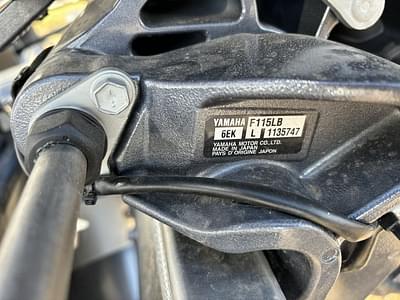 YAMAHA F115LB
6EK L 1135747
YAMAHA MOTOR CO.,LTD.
MADE IN JAPAN
PAYS D'ORIGINE JAPON